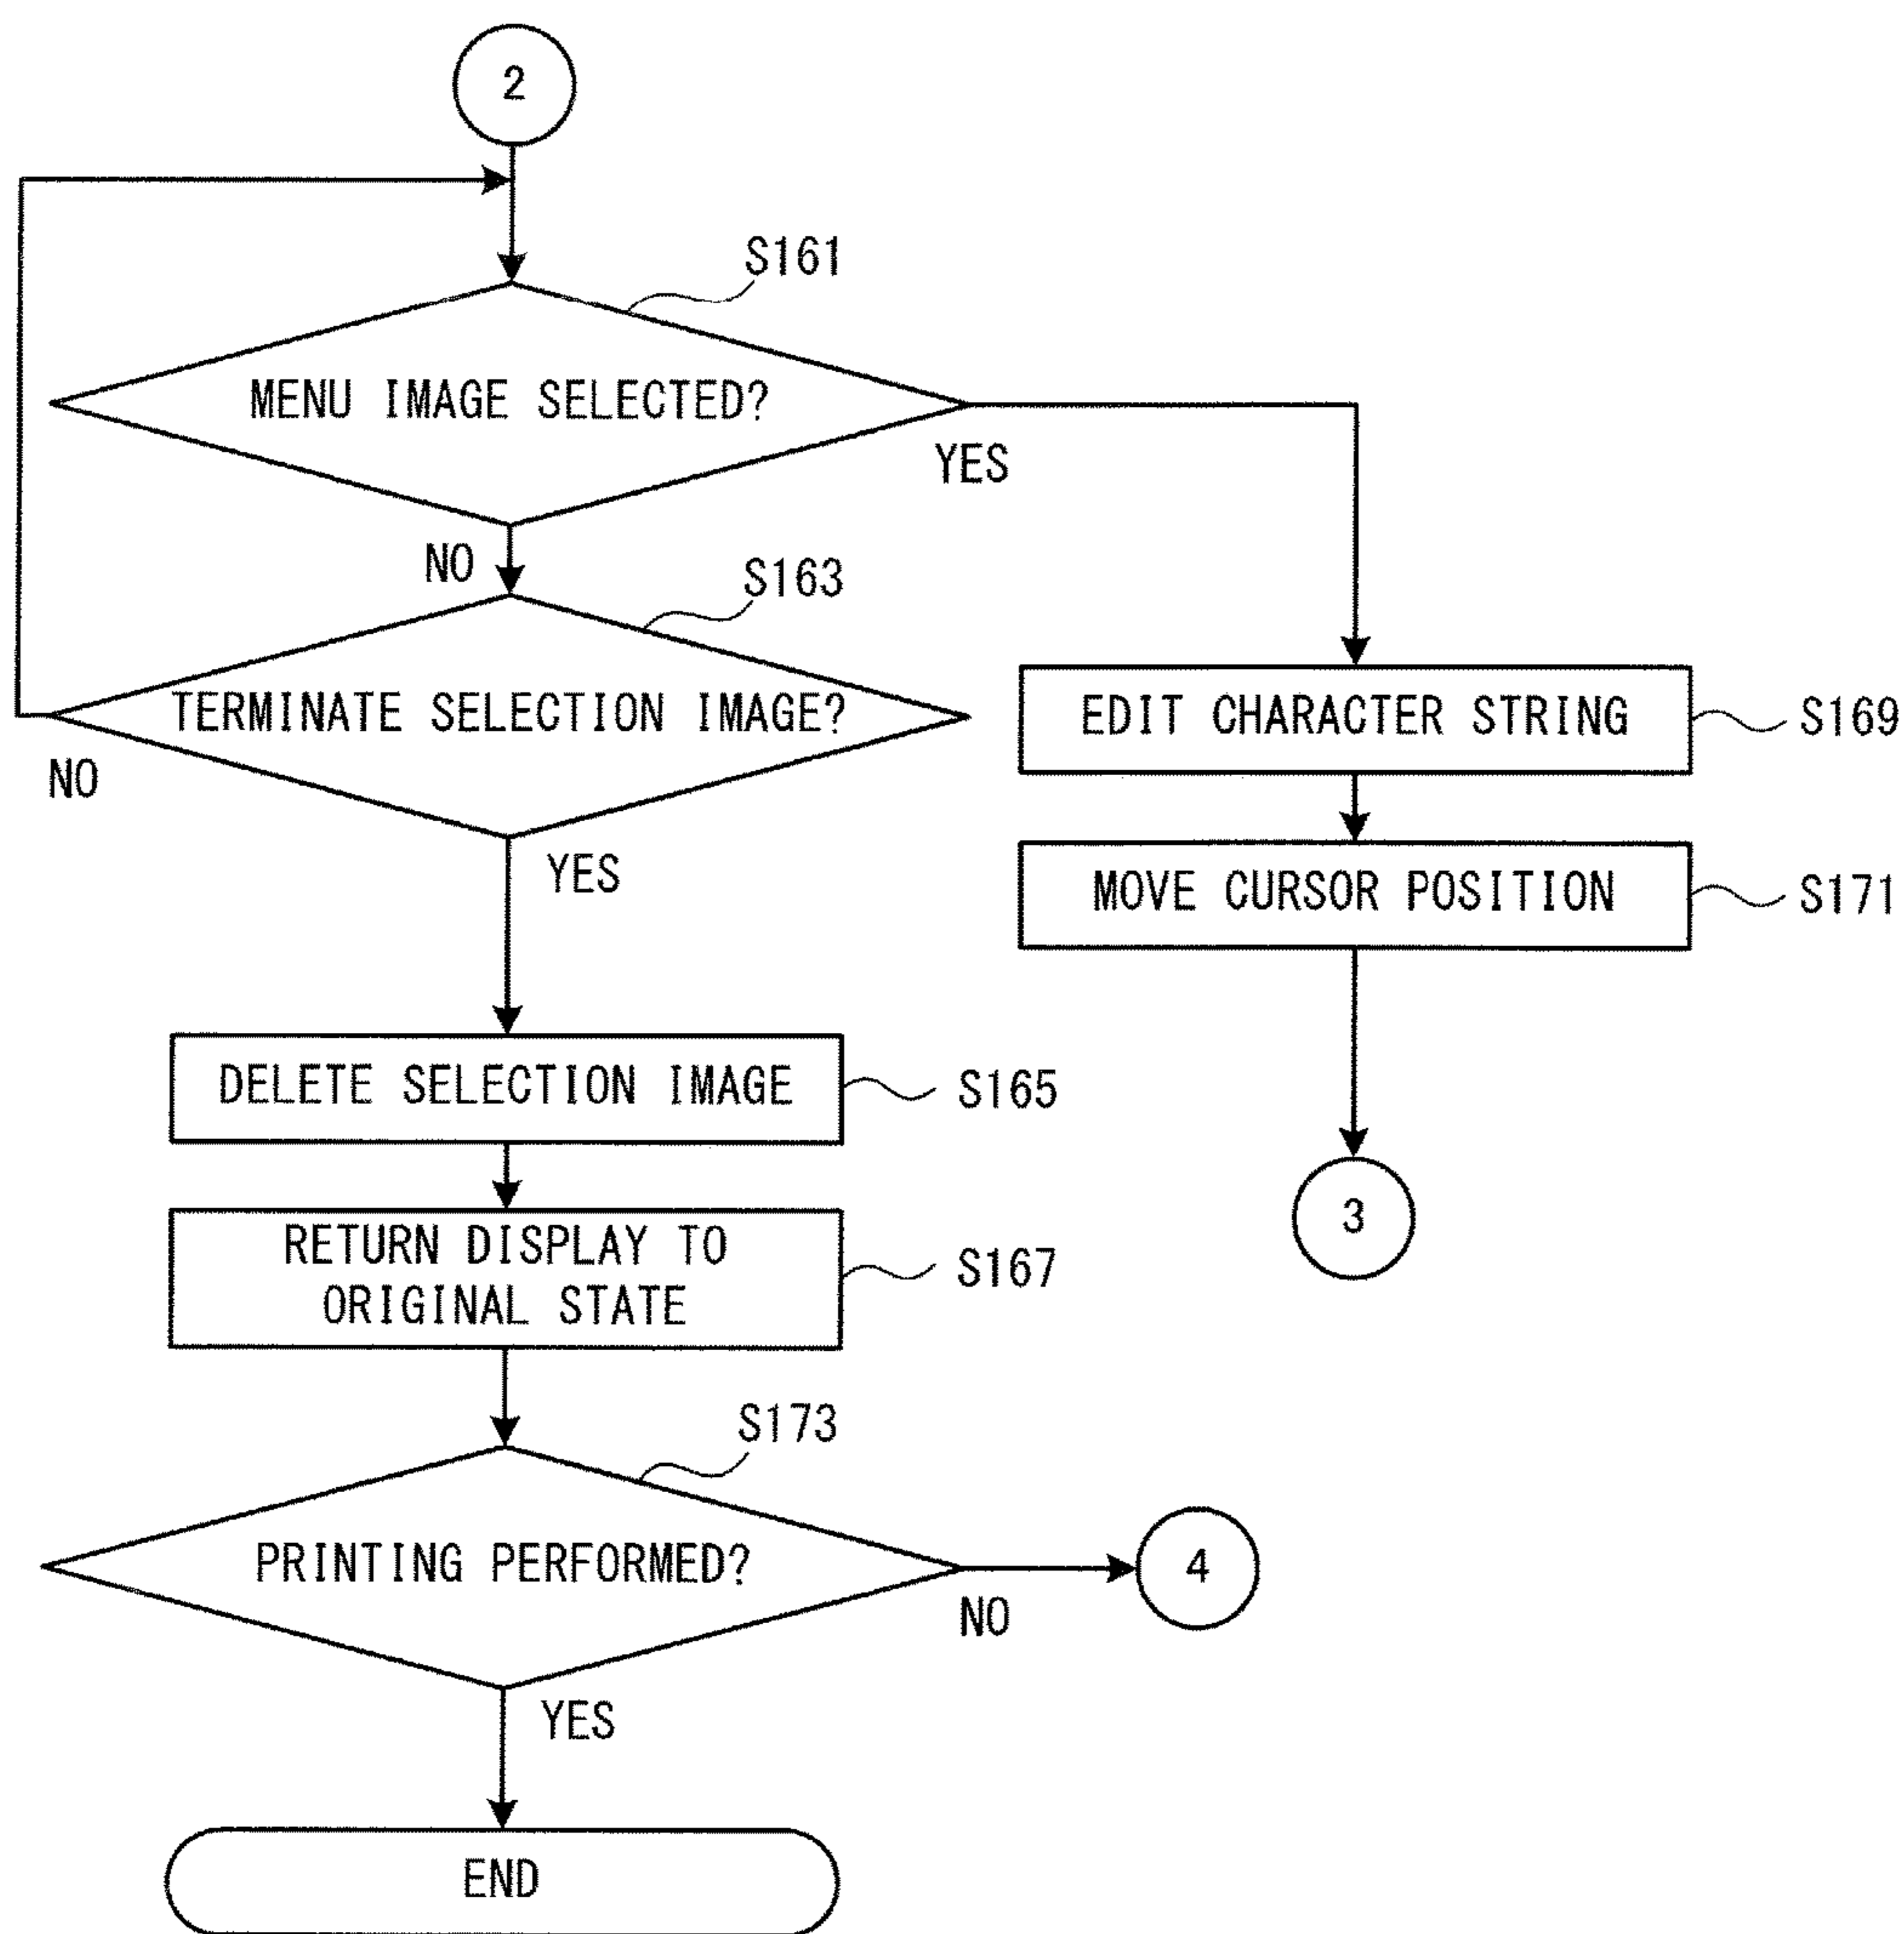 2
S161
MENU IMAGE SELECTED?
YES
NO
S163
TERMINATE SELECTION IMAGE?
NO
YES
EDIT CHARACTER STRING
S169
MOVE CURSOR POSITION
S171
DELETE SELECTION IMAGE
S165
3
RETURN DISPLAY TO
ORIGINAL STATE
S167
S173
PRINTING PERFORMED?
4
NO
YES
END